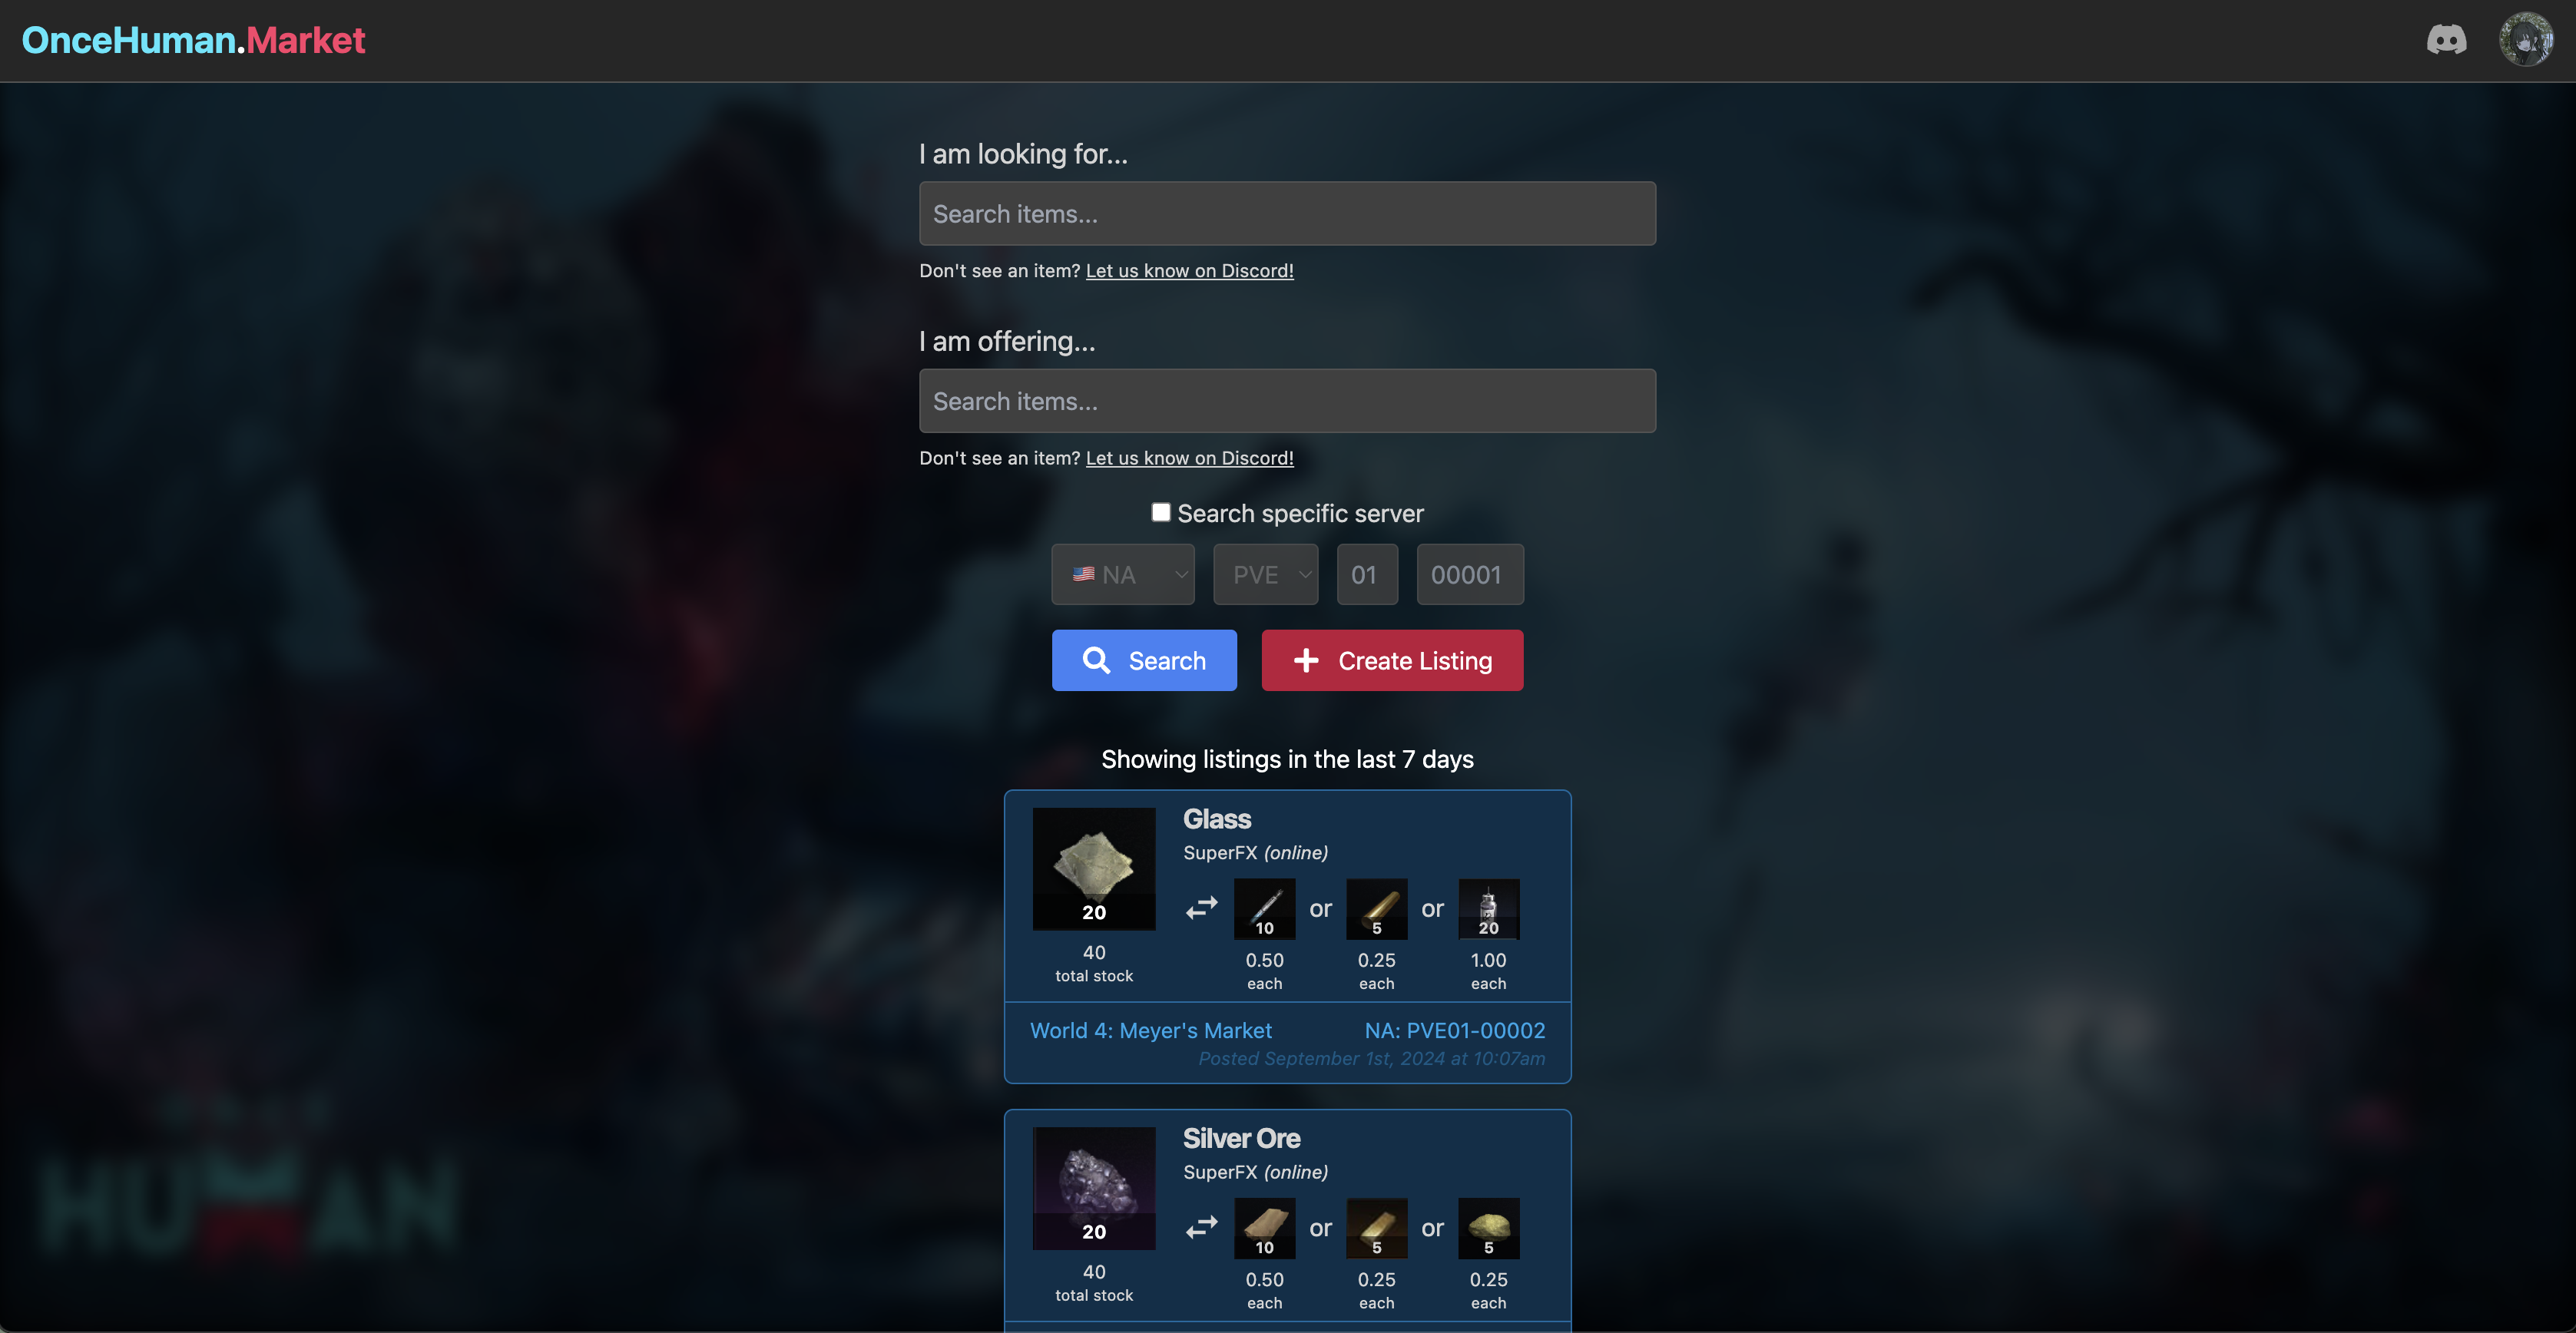 OnceHuman.Market
I am looking for...
Search items...
Don't see an item? Let us know on Discord!
I am offering...
Search items...
Don't see an item? Let us know on Discord!
Search specific server
NA PVE 01 00001
Search Create Listing
Showing listings in the last 7 days
Glass
SuperFX (online)
20 10 or 5 or 20
40 0.50 0.25 1.00
total stock each each each
World 4: Meyer's Market NA: PVE01-00002
Posted September 1st, 2024 at 10:07am
Silver Ore
SuperFX (online)
20 10 or 5 or 5
40 0.50 0.25 0.25
total stock each each each
HUMAN